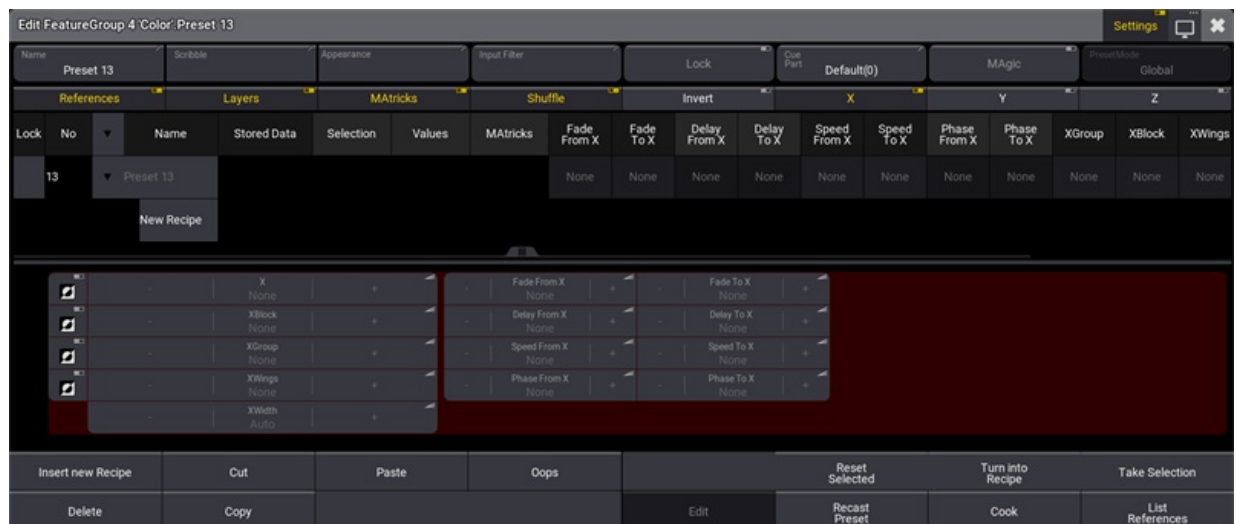 Edit FeatureGroup 4 'Color'.Preset 13
Settings
Name
Preset 13
Scribble
Appearance
Input Filter
Lock
Cue Part
Default(0)
MAgic
PresetMode
Global
References
Layers
MAtricks
Shuffle
Invert
X
Y
Z
Lock No Name Stored Data Selection Values MAtricks Fade From X Fade To X Delay From X Delay To X Speed From X Speed To X Phase From X Phase To X XGroup XBlock XWings
13 Preset 13 None None None None None None None None None None None
New Recipe
- X None +
- Fade From X None +
- Fade To X None +
- XBlock None +
- Delay From X None +
- Delay To X None +
- XGroup None +
- Speed From X None +
- Speed To X None +
- XWings None +
- Phase From X None +
- Phase To X None +
- XWidth Auto +
Insert new Recipe
Cut
Paste
Oops
Reset Selected
Turn into Recipe
Take Selection
Delete
Copy
Edit
Recast Preset
Cook
List References